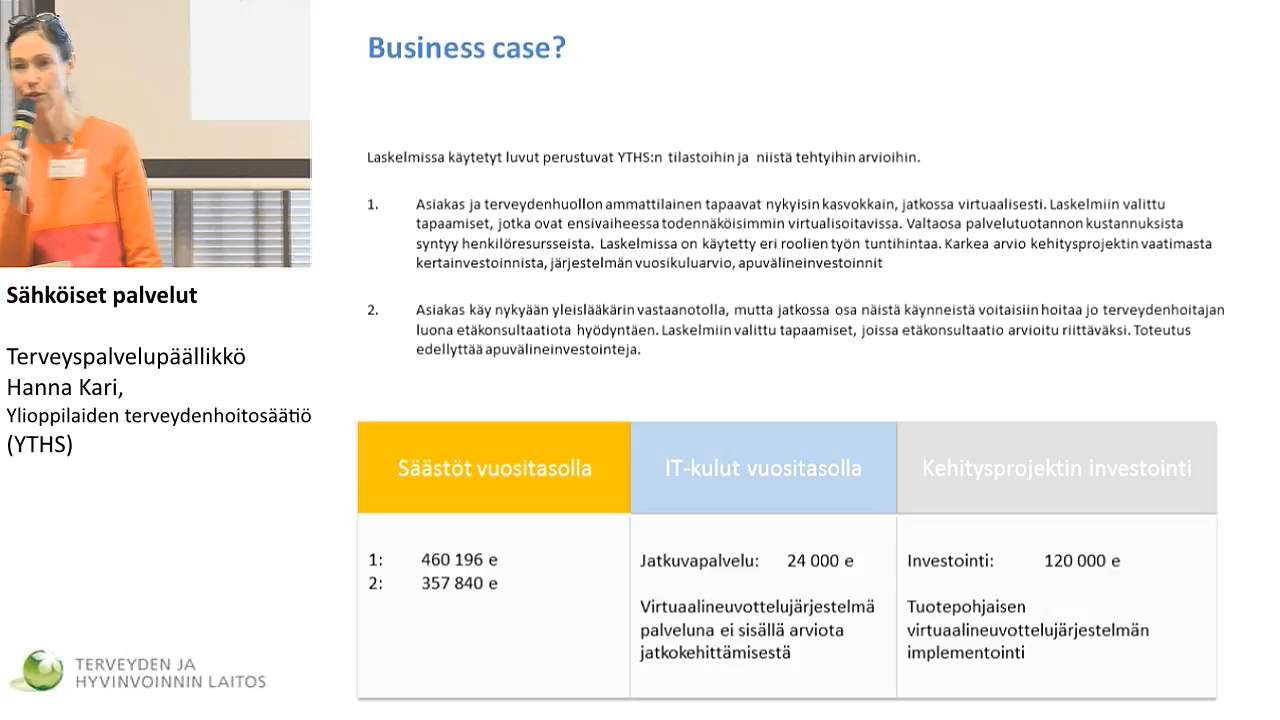 Business case?
Laskelmissa käytetyt luvut perustuvat YTHS:n tilastoihin ja niistä tehtyihin arvioihin.
1. Asiakas ja terveydenhuollon ammattilainen tapaavat nykyisin kasvokkain, jatkossa virtuaalisesti. Laskelmiin valittu
tapaamiset, jotka ovat ensivaiheessa todennäköisimmin virtualisoitavissa. Valtaosa palvelutuotannon kustannuksista
syntyy henkilöresursseista. Laskelmissa on käytetty eri roolien työn tuntihintaa. Karkea arvio kehitysprojektin vaatimasta
kertainvestoinnista, järjestelmän vuosikuluarvio, apuvälineinvestoinnit
2. Asiakas käy nykyään yleislääkärin vastaanotolla, mutta jatkossa osa näistä käynneistä voitaisiin hoitaa jo terveydenhoitajan
luona etäkonsultaatiota hyödyntäen. Laskelmiin valittu tapaamiset, joissa etäkonsultaatio arvioitu riittäväksi. Toteutus
edellyttää apuvälineinvestointeja.
Sähköiset palvelut
Terveyspalvelupäällikkö
Hanna Kari,
Ylioppilaiden terveydenhoitosäätiö
(YTHS)
Säästöt vuositasolla
IT-kulut vuositasolla
Kehitysprojektin investointi
1: 460 196 e
2: 357 840 e
Jatkuvapalvelu: 24 000 e
Virtuaalineuvottelujärjestelmä
palveluna ei sisällä arviota
jatkokehittämisestä
Investointi: 120 000 e
Tuotepohjaisen
virtuaalineuvottelujärjestelmän
implementointi
TERVEYDEN JA
HYVINVOINNIN LAITOS